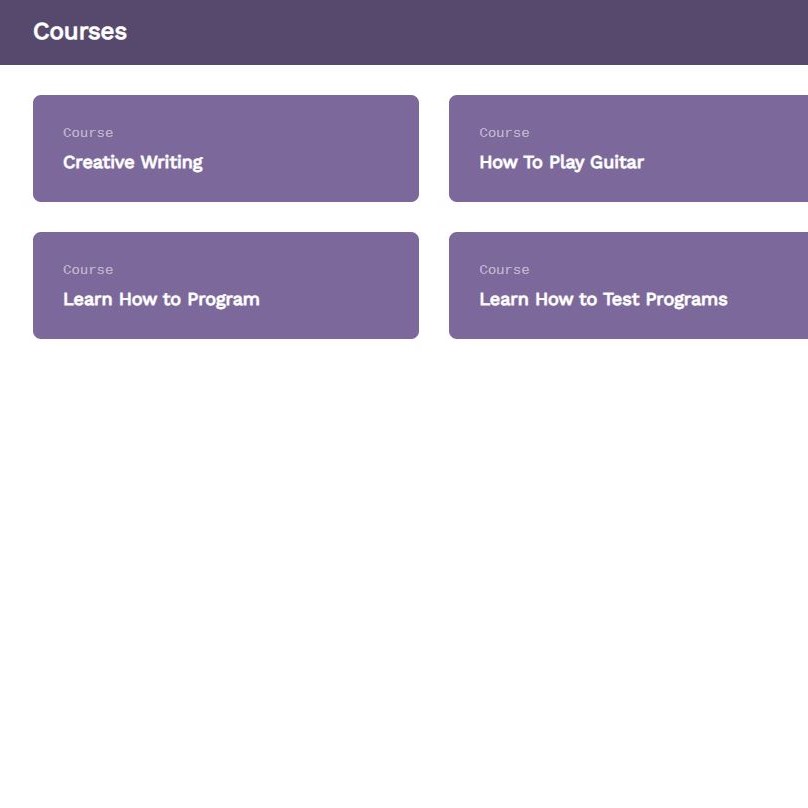 Courses
Course
Creative Writing
Course
How To Play Guitar
Course
Learn How to Program
Course
Learn How to Test Programs